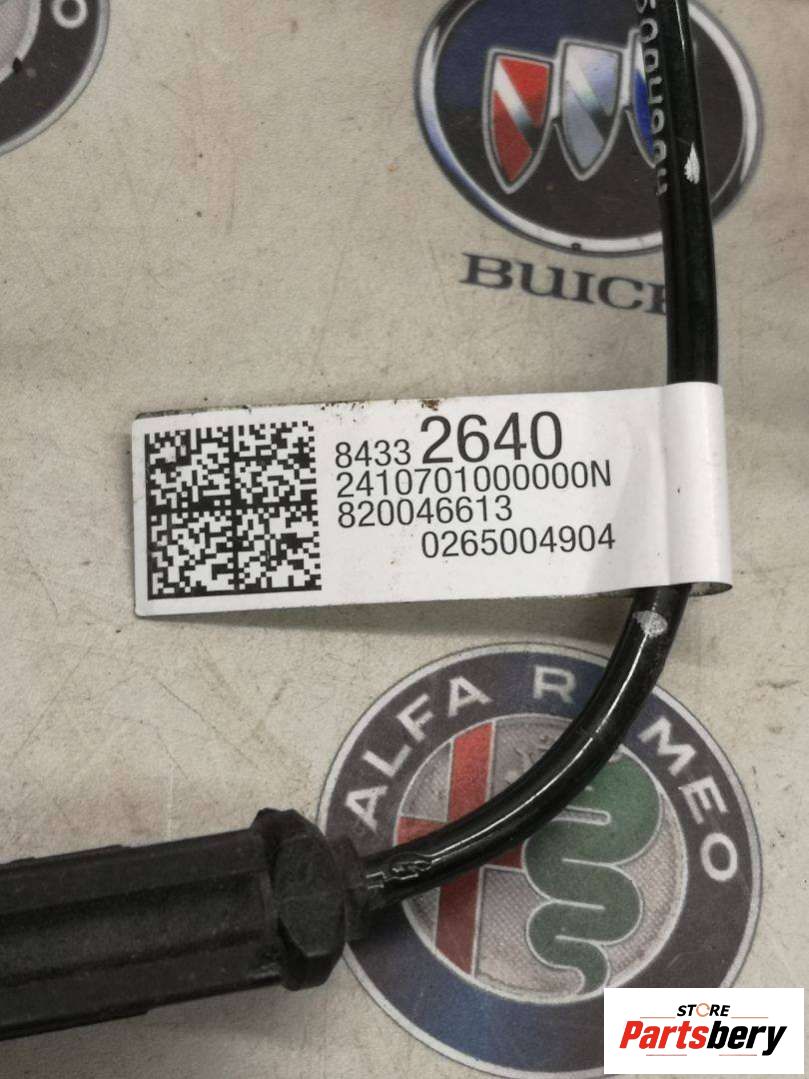 BUICK
8433 2640
2410701000000N
820046613
0265004904
ALFA ROMEO
STORE
Partsbery